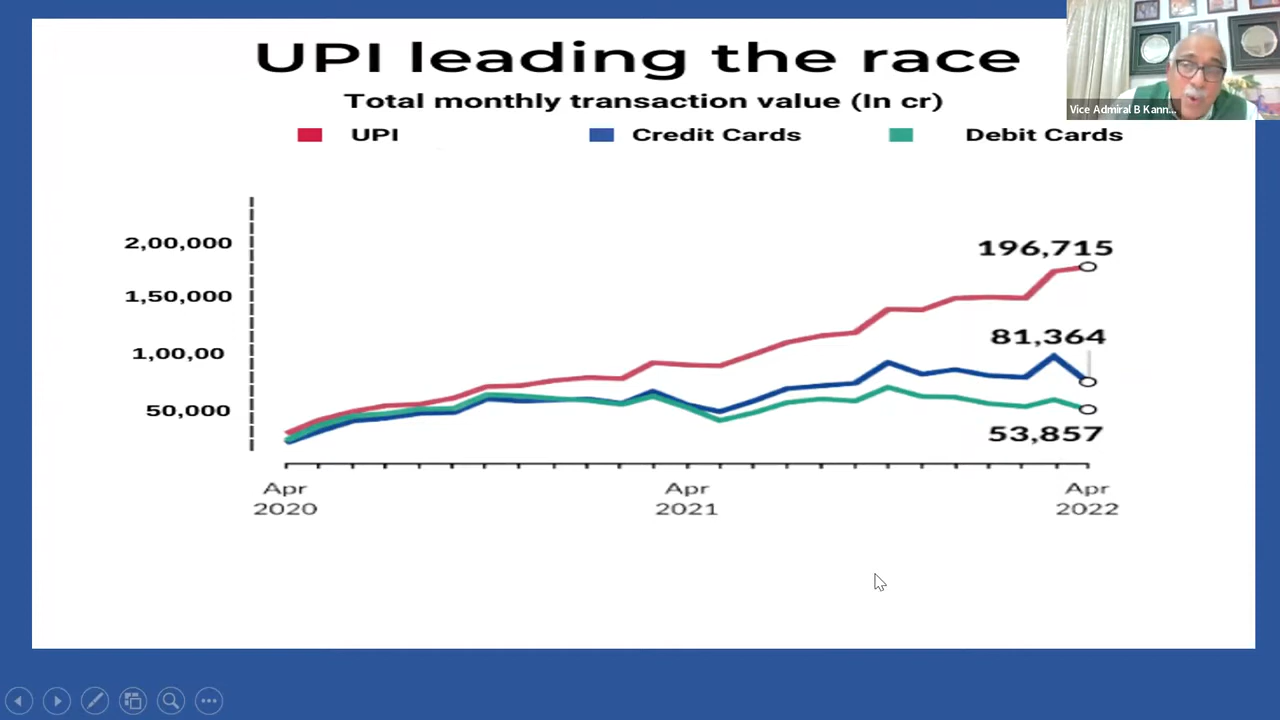 UPI leading the race
Total monthly transaction value (In cr)
UPI Credit Cards Debit Cards
Vice Admiral B Kann...
2,00,000
196,715
1,50,000
81,364
1,00,00
50,000
53,857
Apr Apr Apr
2020 2021 2022